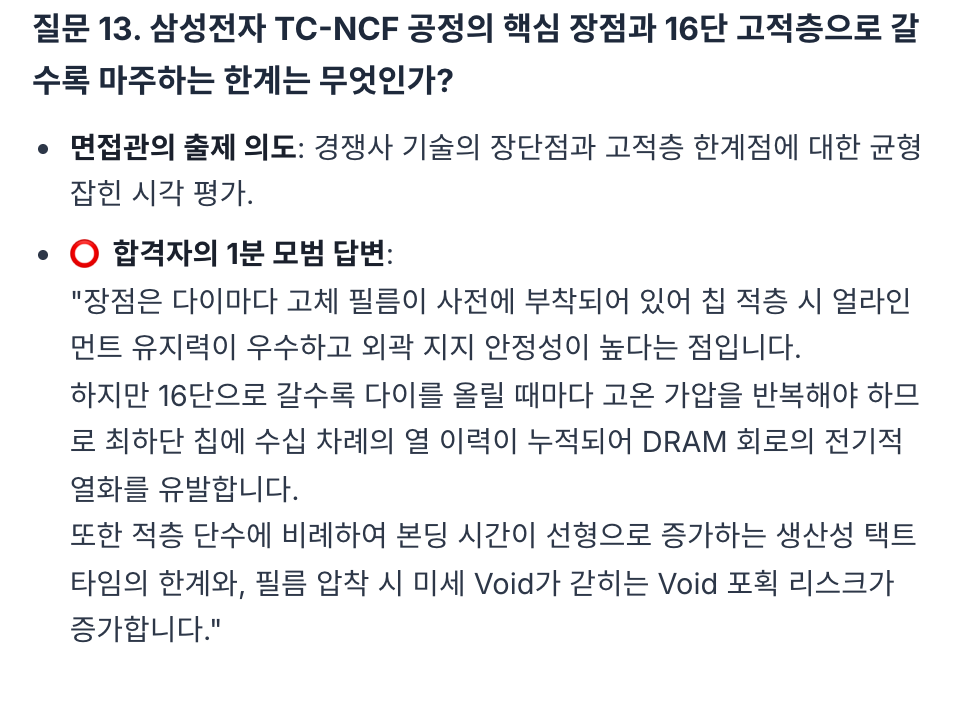 질문 13. 삼성전자 TC-NCF 공정의 핵심 장점과 16단 고적층으로 갈
수록 마주하는 한계는 무엇인가?
• 면접관의 출제 의도: 경쟁사 기술의 장단점과 고적층 한계점에 대한 균형
잡힌 시각 평가.
• ⭕ 합격자의 1분 모범 답변:
"장점은 다이마다 고체 필름이 사전에 부착되어 있어 칩 적층 시 얼라인
먼트 유지력이 우수하고 외곽 지지 안정성이 높다는 점입니다.
하지만 16단으로 갈수록 다이를 올릴 때마다 고온 가압을 반복해야 하므
로 최하단 칩에 수십 차례의 열 이력이 누적되어 DRAM 회로의 전기적
열화를 유발합니다.
또한 적층 단수에 비례하여 본딩 시간이 선형으로 증가하는 생산성 택트
타임의 한계와, 필름 압착 시 미세 Void가 갇히는 Void 포획 리스크가
증가합니다."